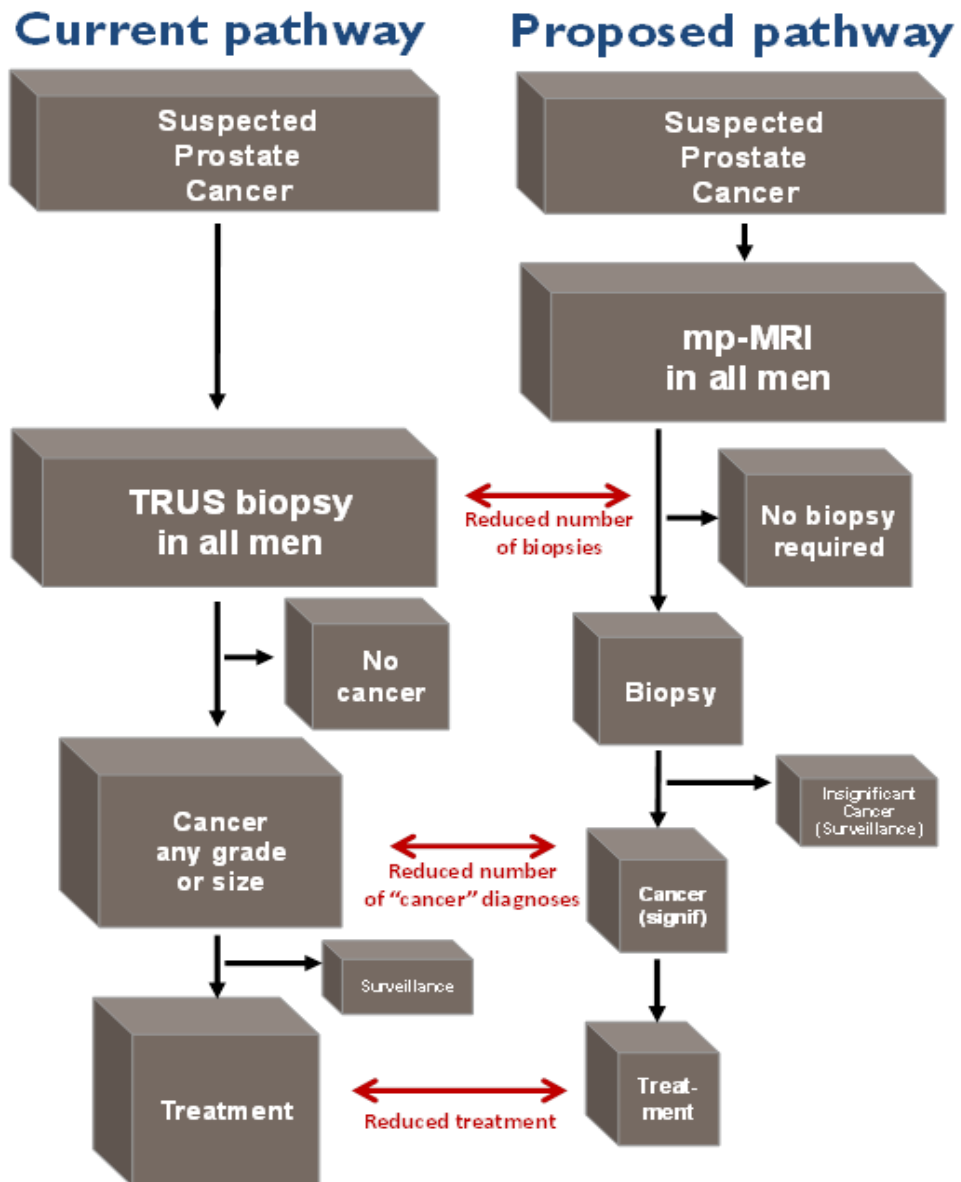 Current pathway
Proposed pathway
Suspected
Prostate
Cancer
Suspected
Prostate
Cancer
mp-MRI
in all men
TRUS biopsy
in all men
Reduced number
of biopsies
No biopsy
required
No
cancer
Biopsy
Cancer
any grade
or size
Reduced number
of “cancer” diagnoses
Insignificant
Cancer
(Surveillance)
Cancer
(signif)
Surveillance
Treatment
Reduced treatment
Treat-
ment